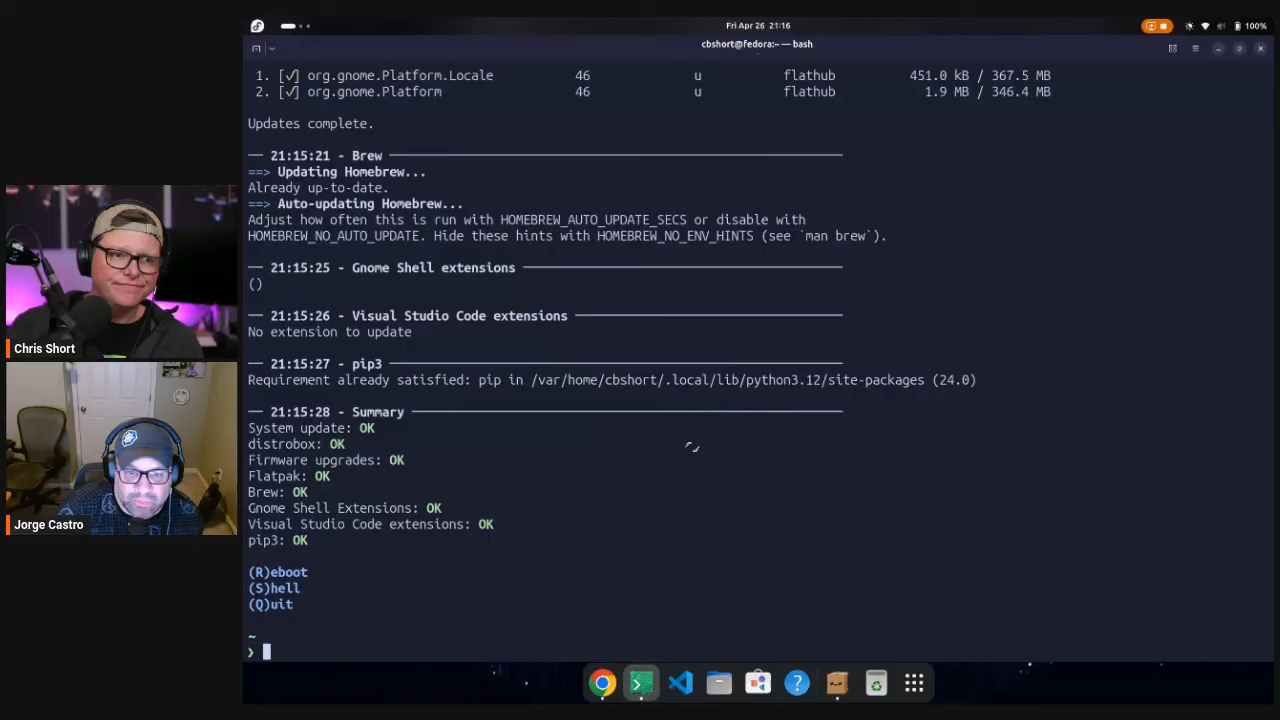 Fri Apr 26 21:16
100%
cbshort@fedora:~ — bash
1. [✓] org.gnome.Platform.Locale 46 u flathub 451.0 kB / 367.5 MB
2. [✓] org.gnome.Platform 46 u flathub 1.9 MB / 346.4 MB
Updates complete.
── 21:15:21 - Brew ──
==> Updating Homebrew...
Already up-to-date.
==> Auto-updating Homebrew...
Adjust how often this is run with HOMEBREW_AUTO_UPDATE_SECS or disable with
HOMEBREW_NO_AUTO_UPDATE. Hide these hints with HOMEBREW_NO_ENV_HINTS (see `man brew`).
── 21:15:25 - Gnome Shell extensions ──
()
── 21:15:26 - Visual Studio Code extensions ──
No extension to update
── 21:15:27 - pip3 ──
Requirement already satisfied: pip in /var/home/cbshort/.local/lib/python3.12/site-packages (24.0)
── 21:15:28 - Summary ──
System update: OK
distrobox: OK
Firmware upgrades: OK
Flatpak: OK
Brew: OK
Gnome Shell Extensions: OK
Visual Studio Code extensions: OK
pip3: OK
(R)eboot
(S)hell
(Q)uit
~
❯
Chris Short
Jorge Castro